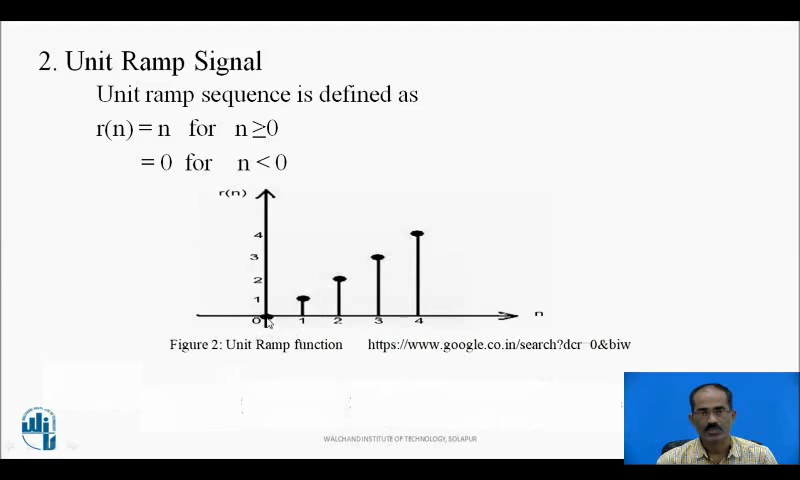 2. Unit Ramp Signal
Unit ramp sequence is defined as
r(n) = n for n ≥0
= 0 for n < 0
r(n)
4
3
2
1
0 1 2 3 4
n
Figure 2: Unit Ramp function https://www.google.co.in/search?dcr=0&biw
WALCHAND INSTITUTE OF TECHNOLOGY, SOLAPUR